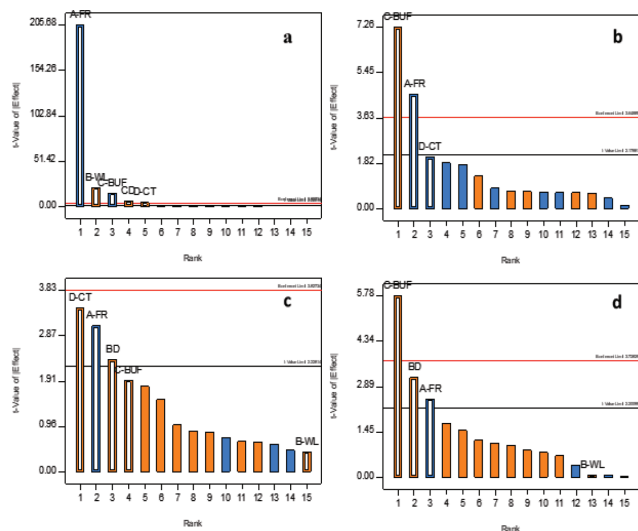 a
t-Value of |Effect|
205.68
154.26
102.84
51.42
0.00
A-FR
B-WL
C-BUF
CD
D-CT
1 2 3 4 5 6 7 8 9 10 11 12 13 14 15
Rank
b
t-Value of |Effect|
7.26
5.45
3.63
1.82
0.00
C-BUF
A-FR
D-CT
1 2 3 4 5 6 7 8 9 10 11 12 13 14 15
Rank
c
t-Value of |Effect|
3.83
2.87
1.91
0.96
0.00
D-CT
A-FR
BD
C-BUF
B-WL
1 2 3 4 5 6 7 8 9 10 11 12 13 14 15
Rank
d
t-Value of |Effect|
5.78
4.34
2.89
1.45
0.00
C-BUF
BD
A-FR
B-WL
1 2 3 4 5 6 7 8 9 10 11 12 13 14 15
Rank